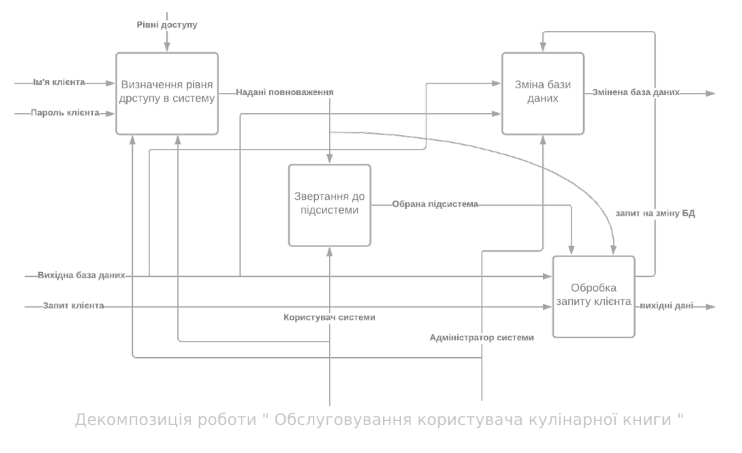 Рівні доступу
Ім'я клієнта
Пароль клієнта
Визначення рівня
дрступу в систему
Надані повноваження
Зміна бази
даних
Змінена база даних
Звертання до
підсистеми
Обрана підсистема
запит на зміну БД
Вихідна база даних
Запит клієнта
Обробка
запиту клієнта
вихідні дані
Користувач системи
Адміністратор системи
Декомпозиція роботи " Обслуговування користувача кулінарної книги "